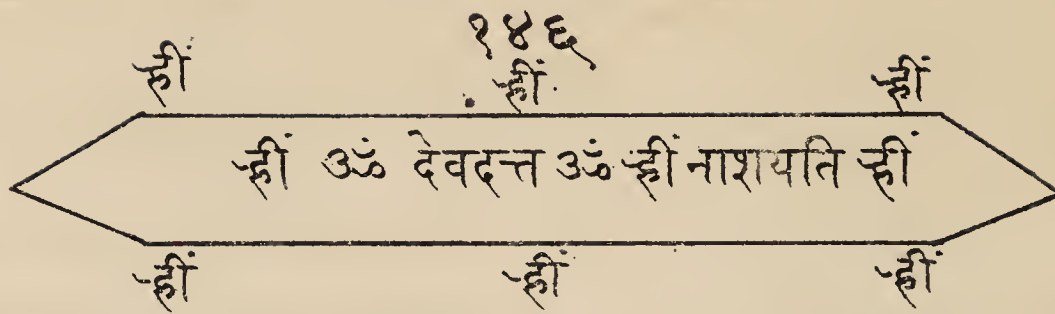 १४६
ह्रीं ह्रीं ह्रीं
ह्रीं ॐ देवदत्त ॐ ह्रीं नाशयति ह्रीं
ह्रीं ह्रीं ह्रीं